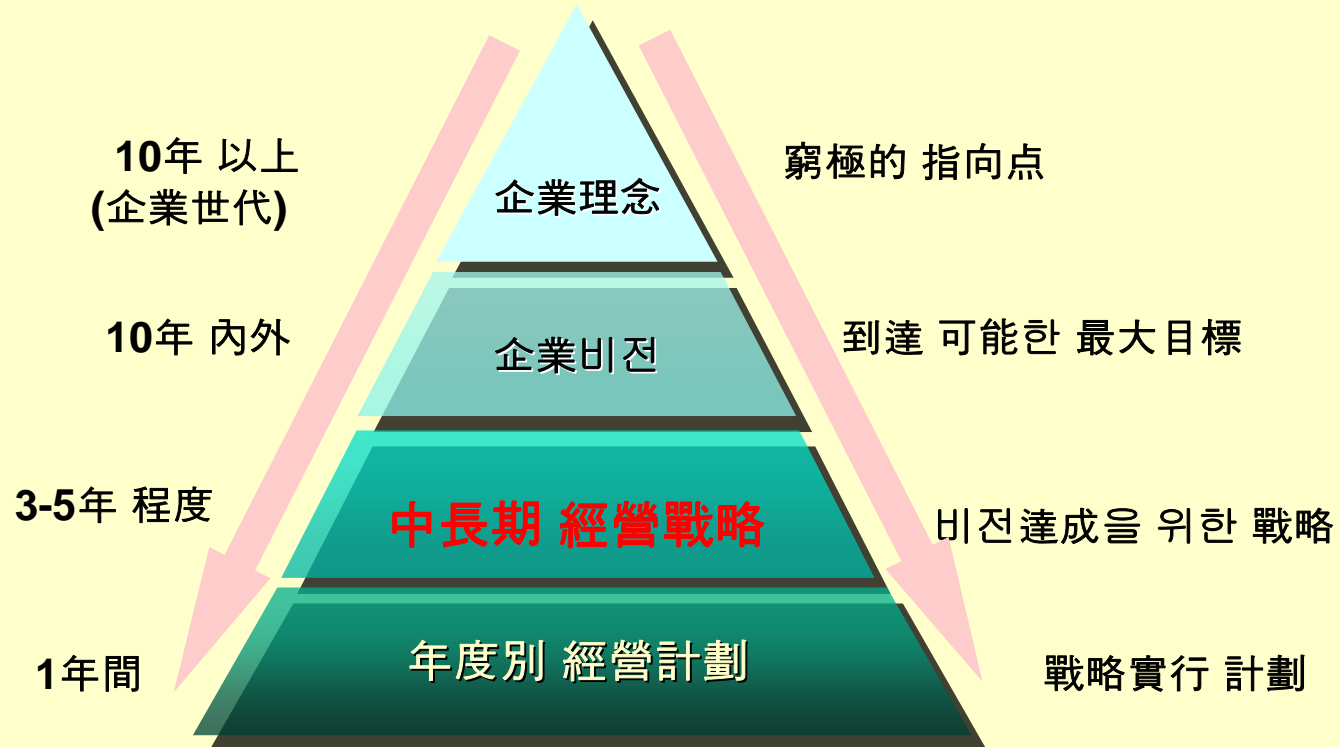 10年 以上
(企業世代)
企業理念
窮極的 指向点
10年 內外
企業비전
到達 可能한 最大目標
3-5年 程度
中長期 經營戰略
비전達成을 위한 戰略
1年間
年度別 經營計劃
戰略實行 計劃